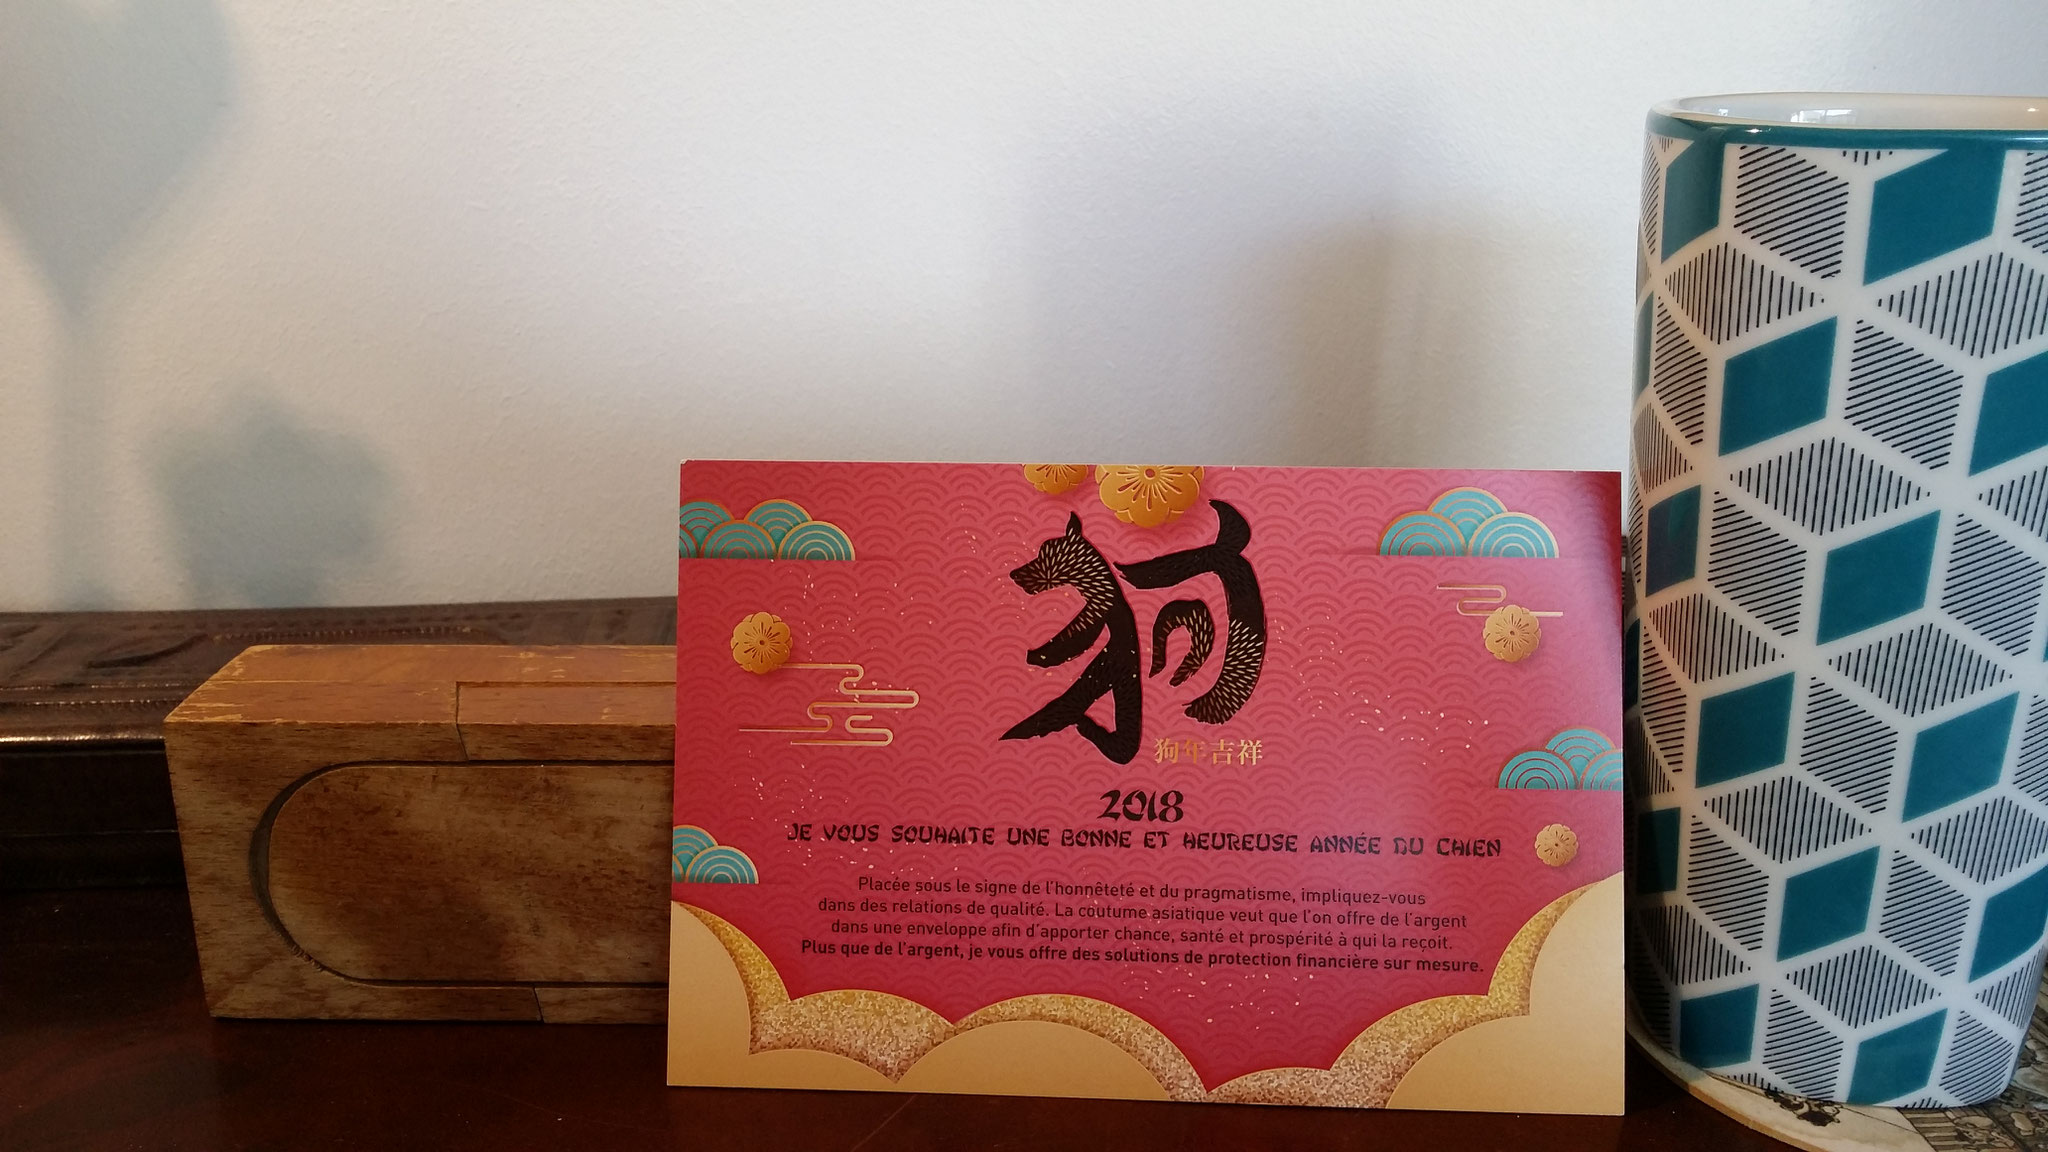 狗
狗年吉祥
2018
JE VOUS SOUHAITE UNE BONNE ET HEUREUSE ANNÉE DU CHIEN
Placée sous le signe de l'honnêteté et du pragmatisme, impliquez-vous
dans des relations de qualité. La coutume asiatique veut que l'on offre de l'argent
dans une enveloppe afin d'apporter chance, santé et prospérité à qui la reçoit.
Plus que de l'argent, je vous offre des solutions de protection financière sur mesure.